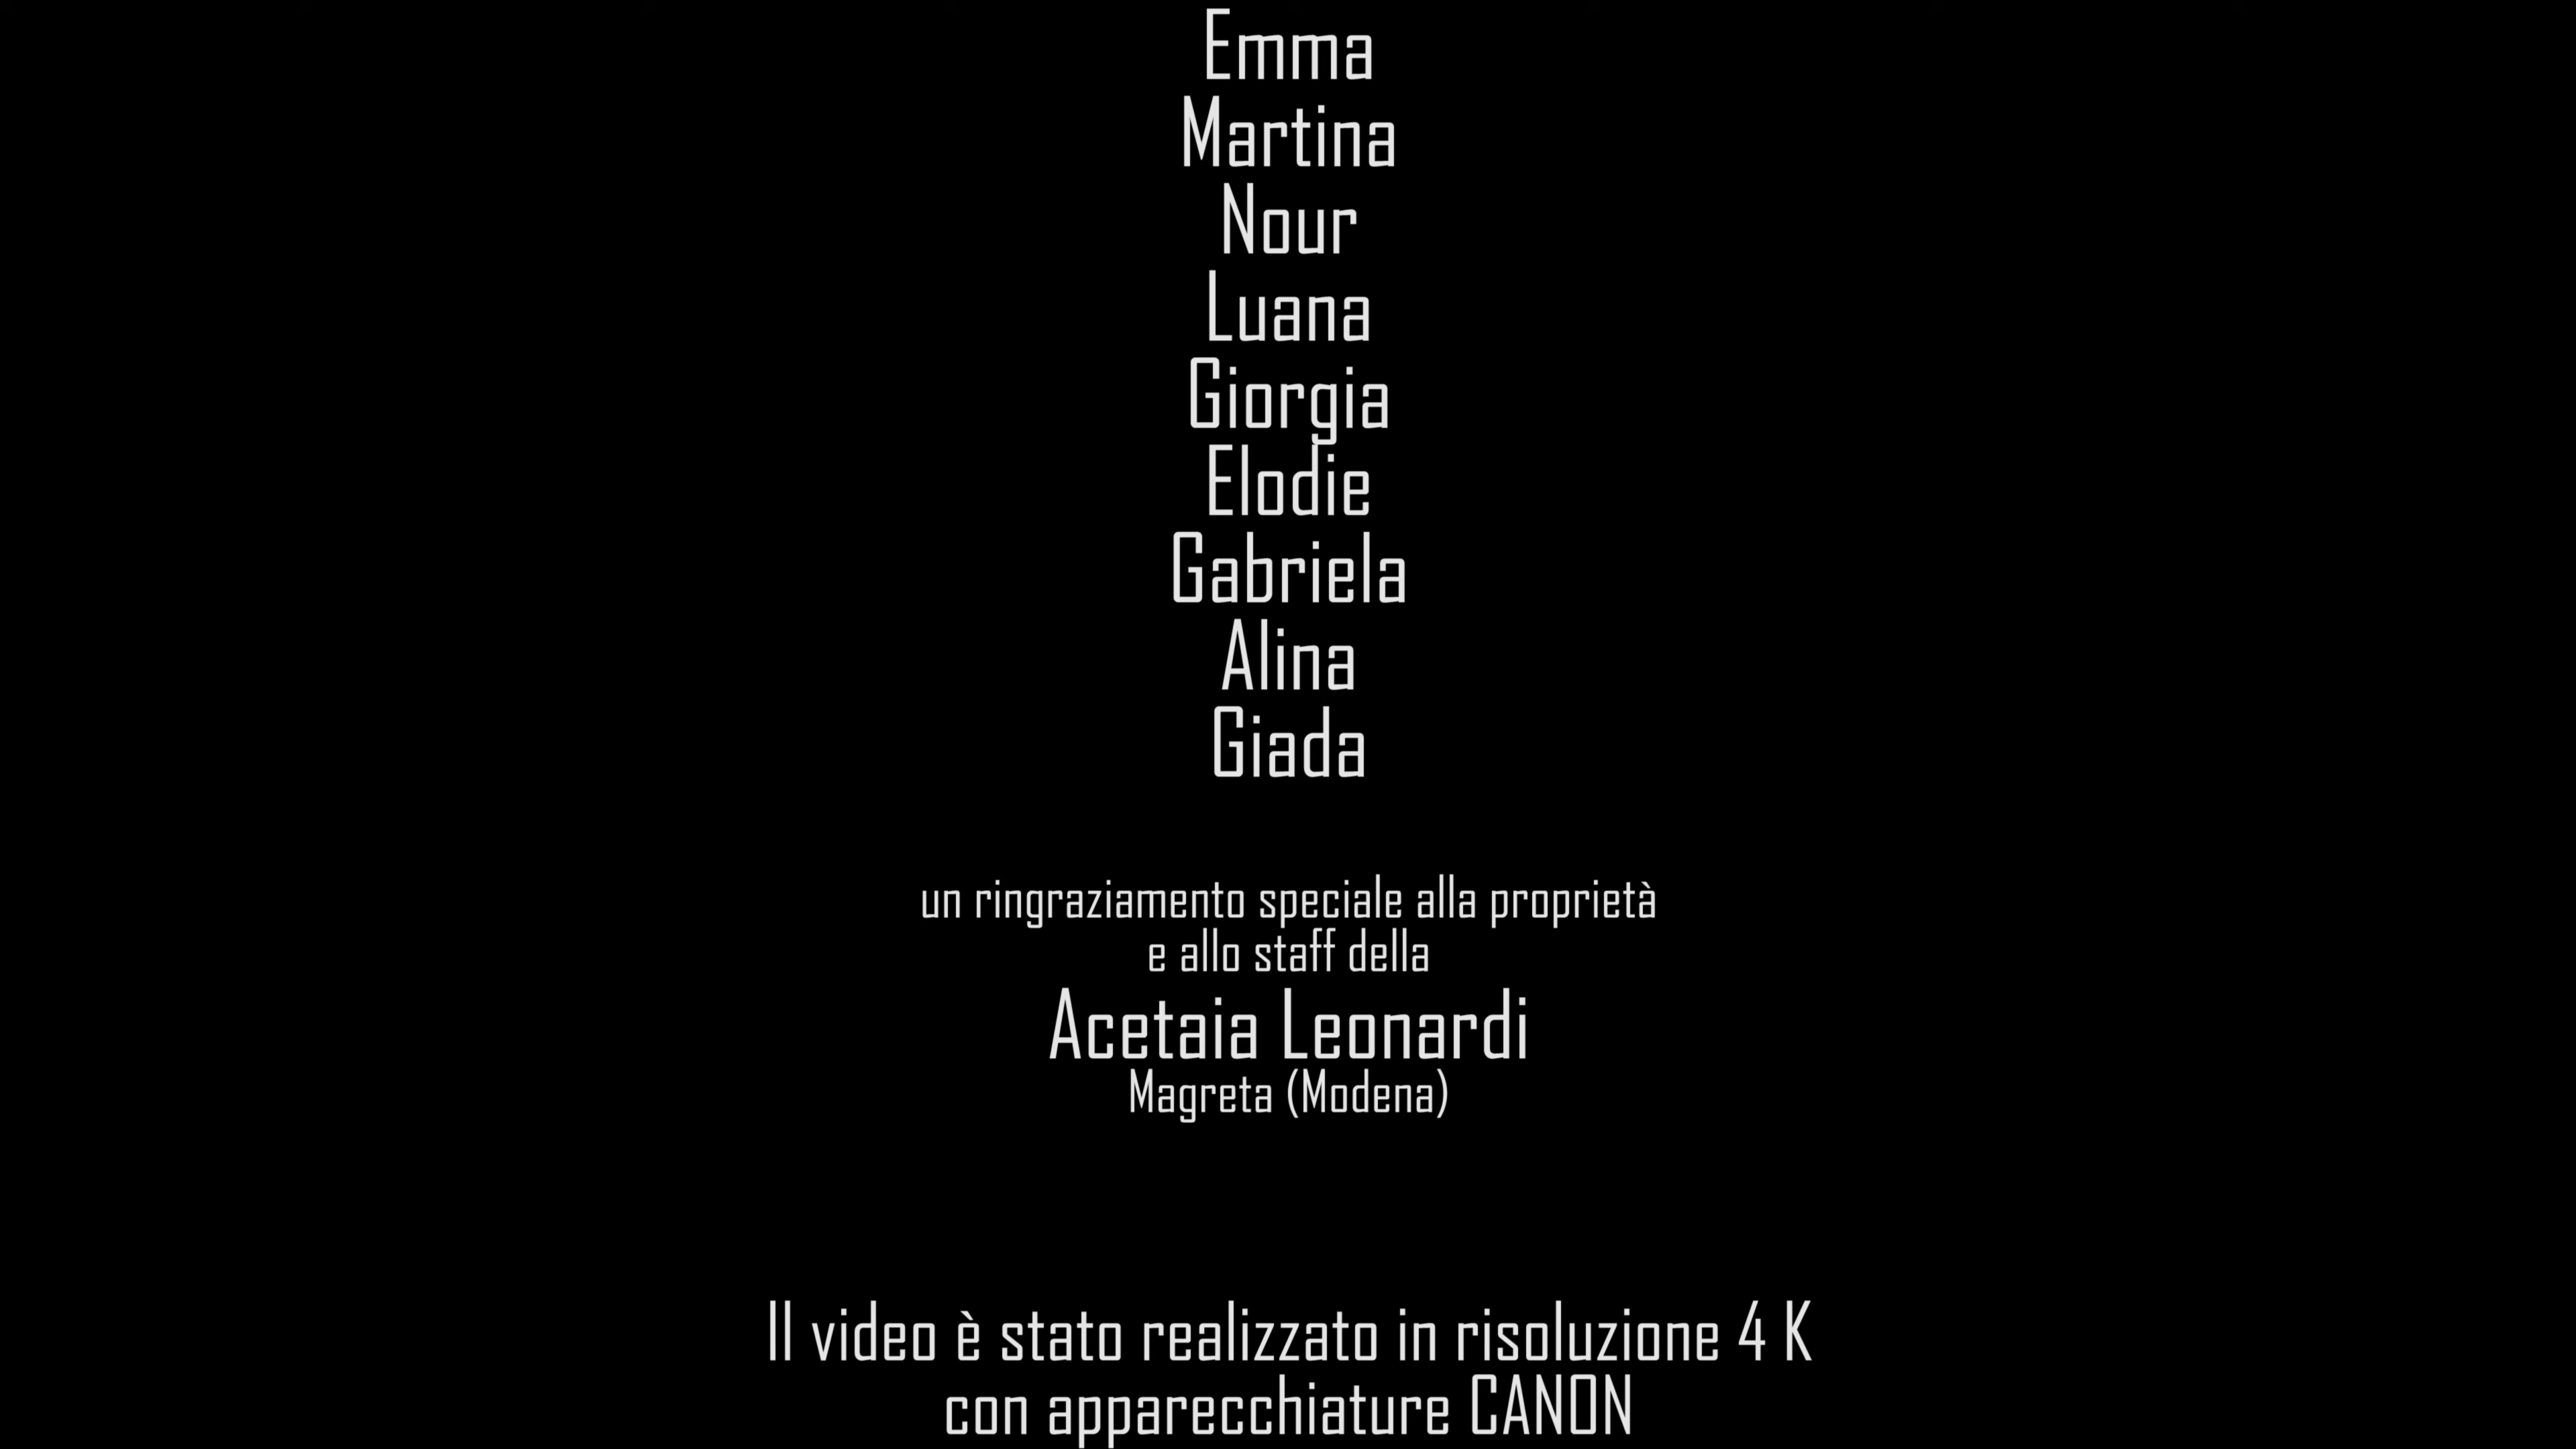 Emma
Martina
Nour
Luana
Giorgia
Elodie
Gabriela
Alina
Giada
un ringraziamento speciale alla proprietà
e allo staff della
Acetaia Leonardi
Magreta (Modena)
Il video è stato realizzato in risoluzione 4 K
con apparecchiature CANON